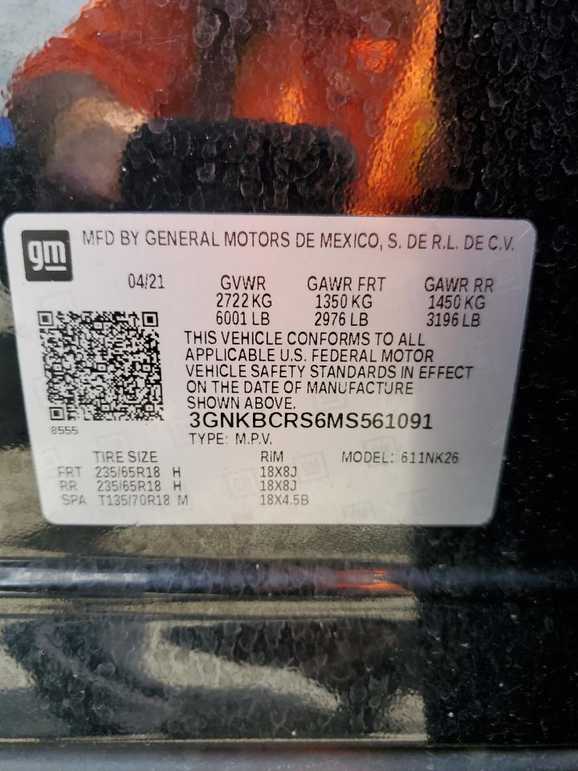 gm MFD BY GENERAL MOTORS DE MEXICO, S. DE R.L. DE C.V.
04/21 GVWR GAWR FRT GAWR RR
2722 KG 1350 KG 1450 KG
6001 LB 2976 LB 3196 LB
THIS VEHICLE CONFORMS TO ALL
APPLICABLE U.S. FEDERAL MOTOR
VEHICLE SAFETY STANDARDS IN EFFECT
ON THE DATE OF MANUFACTURE
SHOWN ABOVE.
3GNKBCRS6MS561091
8555
TYPE: M.P.V.
TIRE SIZE RIM MODEL: 611NK26
FRT 235/65R18 H 18X8J
RR 235/65R18 H 18X8J
SPA T135/70R18 M 18X4.5B